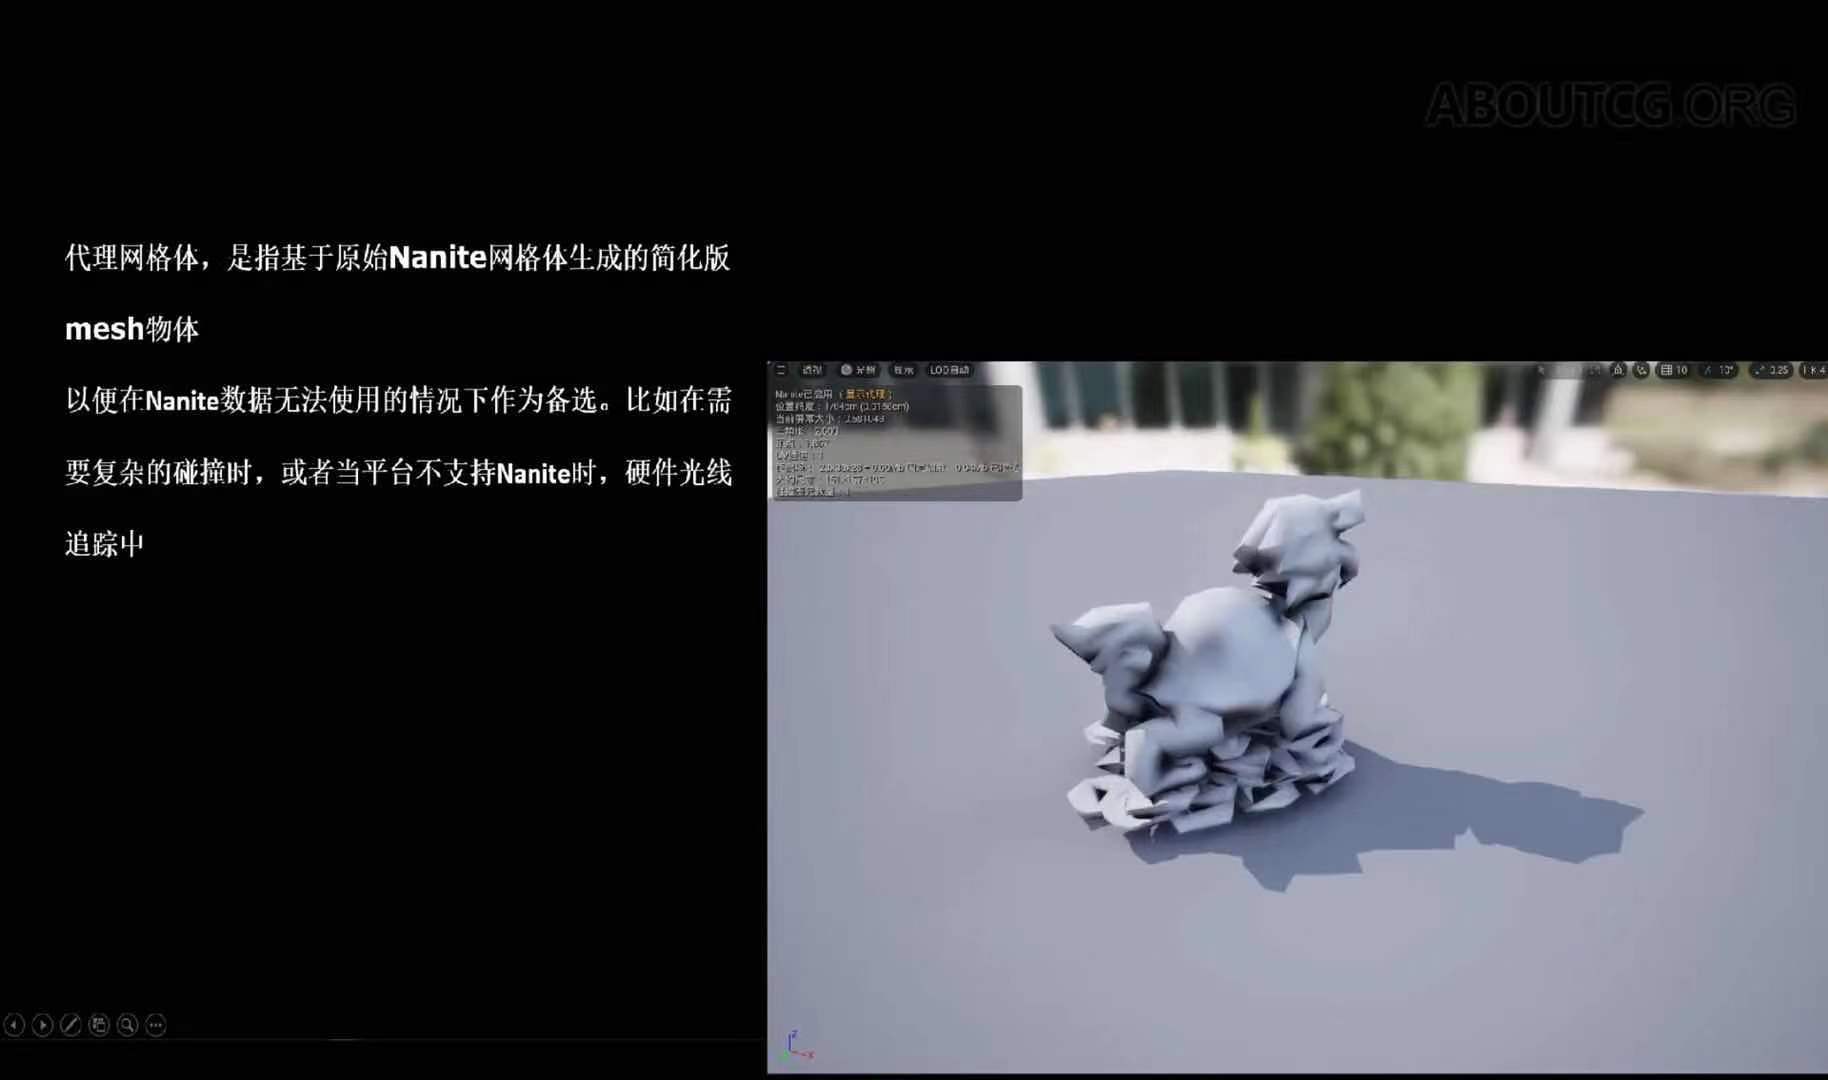 ABOUTCG.ORG
代理网格体，是指基于原始Nanite网格体生成的简化版
mesh物体
以便在Nanite数据无法使用的情况下作为备选。比如在需
要复杂的碰撞时，或者当平台不支持Nanite时，硬件光线
追踪中
透视 光照 显示 LOD自动
10 10° 0.25
Nanite已启用（显示代理）
当前屏幕大小：
Z
X